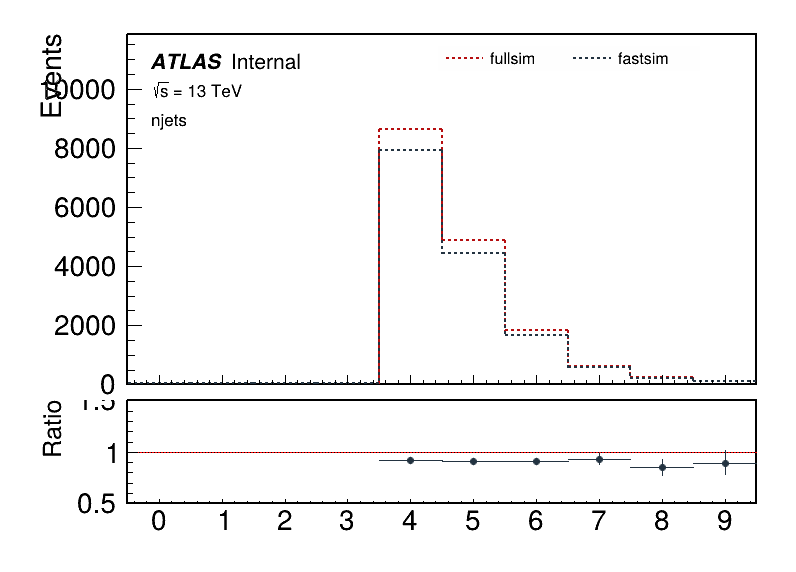 Events
ATLAS Internal
fullsim
fastsim
√s = 13 TeV
njets
8000
6000
4000
2000
0
Ratio
1
0.5
0 1 2 3 4 5 6 7 8 9